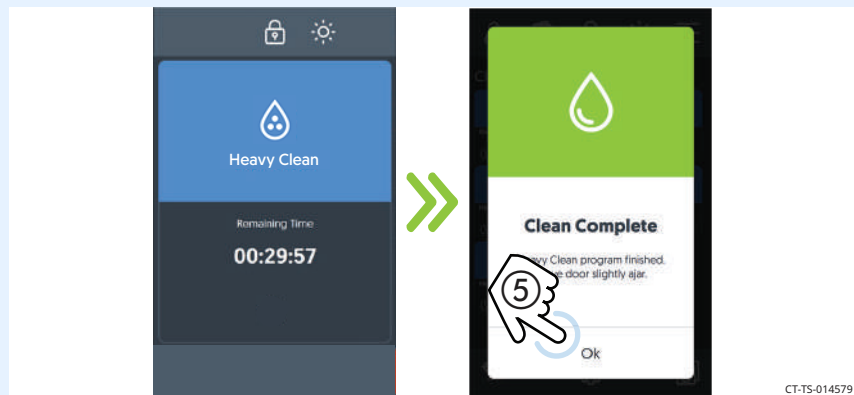 Heavy Clean
Remaining Time
00:29:57
Clean Complete
Clean program finished.
door slightly ajar.
5
Ok
CT-TS-014579